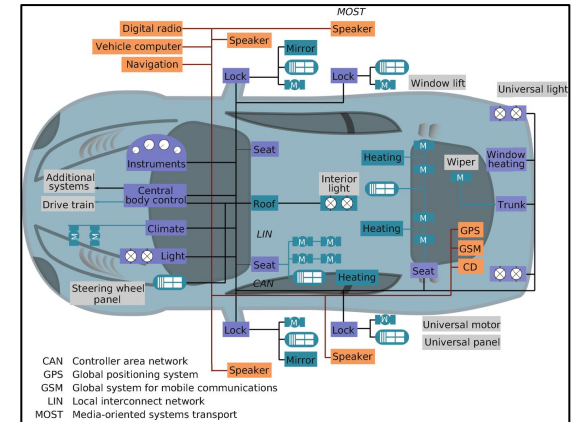 MOST
Digital radio
Speaker
Vehicle computer
Speaker
Navigation
Mirror
M
Lock
Lock
M
Window lift
Universal light
Instruments
Seat
Heating
M
Wiper
M
Window
heating
Additional
systems
Central
body control
Interior
light
Drive train
Roof
Trunk
M
M
Climate
M
Heating
GPS
LIN
M
GSM
Light
M
M
Seat
M
M
CD
Seat
Heating
Steering wheel
panel
CAN
Lock
M
Lock
M
Universal motor
Universal panel
Mirror
Speaker
Speaker
CAN Controller area network
GPS Global positioning system
GSM Global system for mobile communications
LIN Local interconnect network
MOST Media-oriented systems transport